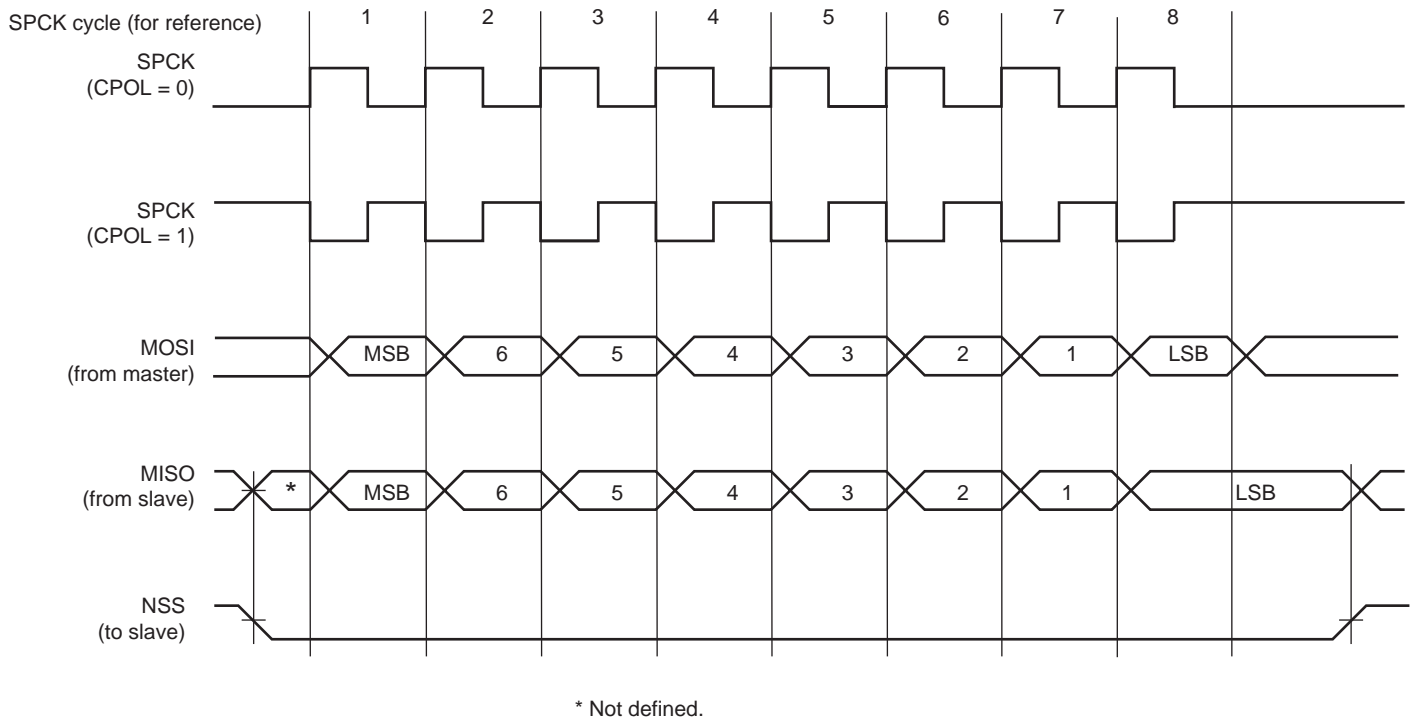 SPCK cycle (for reference)
1 2 3 4 5 6 7 8
SPCK
(CPOL = 0)
SPCK
(CPOL = 1)
MOSI
(from master)
MSB 6 5 4 3 2 1 LSB
MISO
(from slave)
* MSB 6 5 4 3 2 1 LSB
NSS
(to slave)
* Not defined.